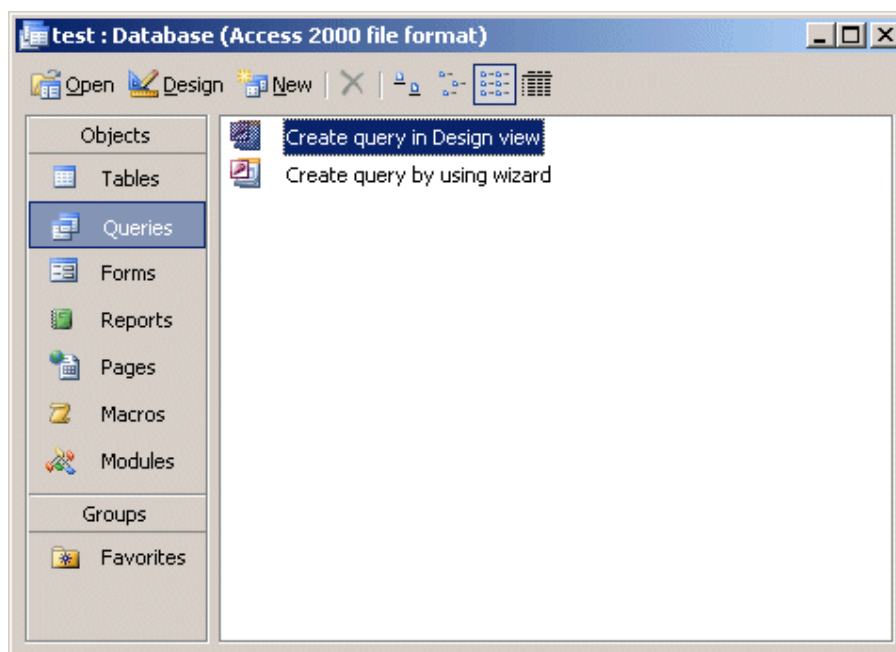 test : Database (Access 2000 file format)
Open Design New
Objects
Tables
Queries
Forms
Reports
Pages
Macros
Modules
Groups
Favorites
Create query in Design view
Create query by using wizard